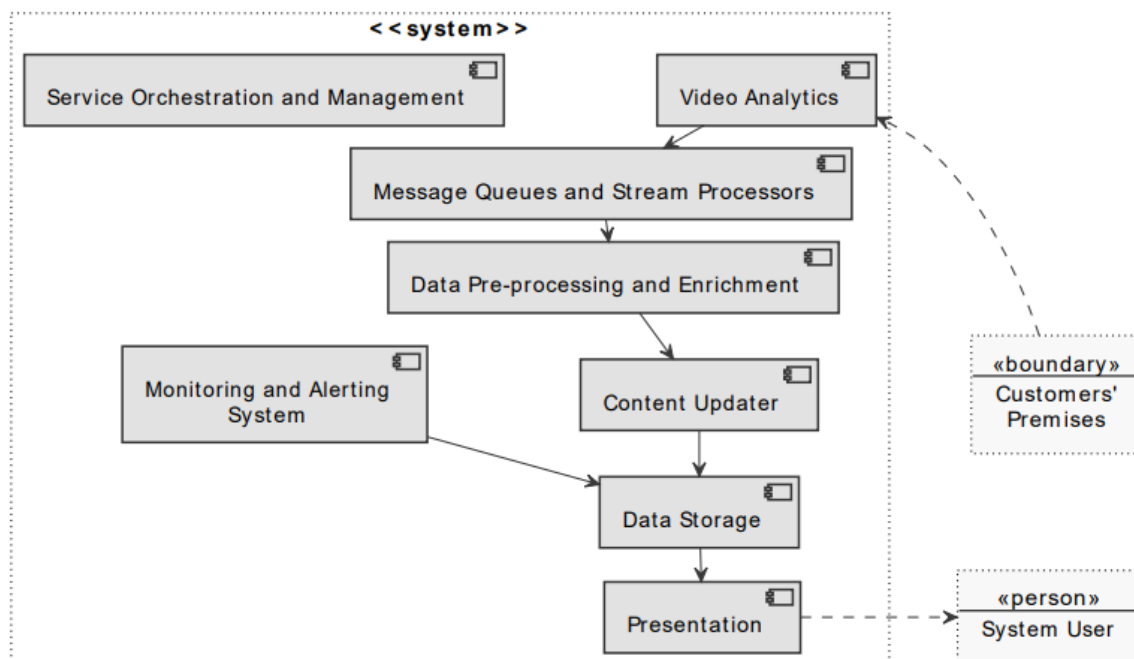 <<system>>
Service Orchestration and Management
Video Analytics
Message Queues and Stream Processors
Data Pre-processing and Enrichment
Monitoring and Alerting
System
Content Updater
«boundary»
Customers'
Premises
Data Storage
Presentation
«person»
System User